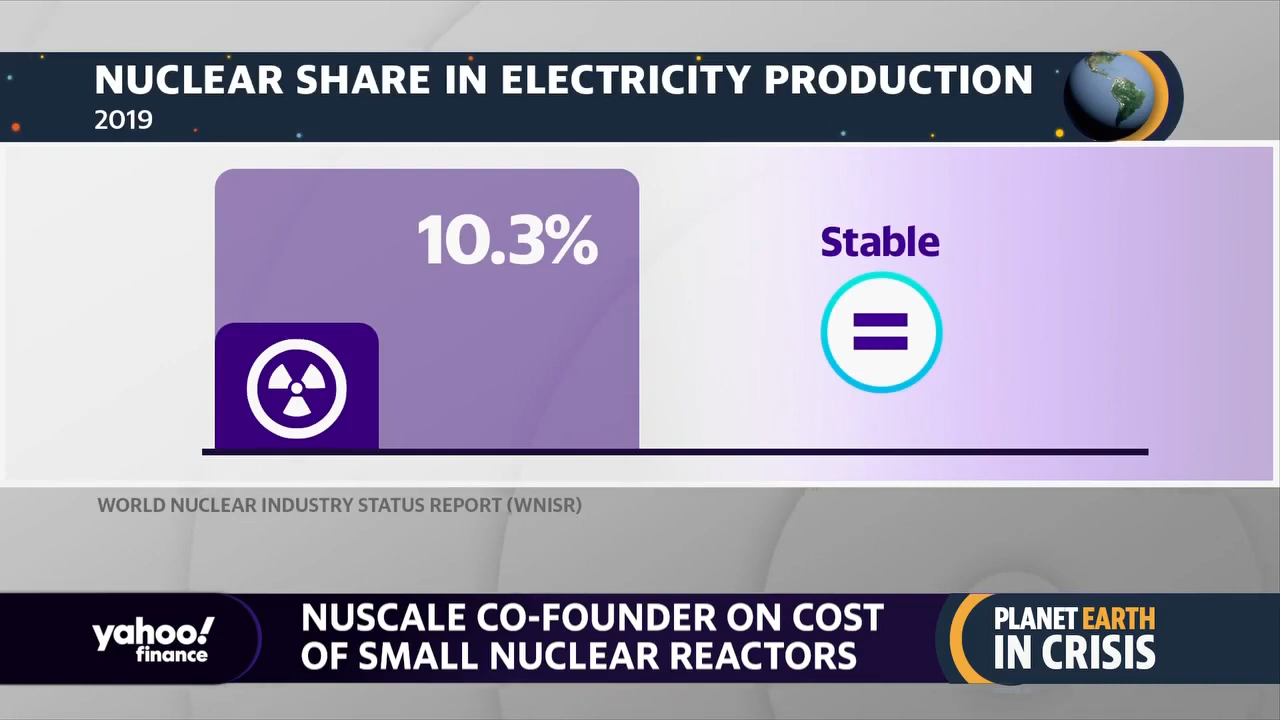 NUCLEAR SHARE IN ELECTRICITY PRODUCTION
2019
10.3%
Stable
WORLD NUCLEAR INDUSTRY STATUS REPORT (WNISR)
yahoo!
finance
NUSCALE CO-FOUNDER ON COST
OF SMALL NUCLEAR REACTORS
PLANET EARTH
IN CRISIS